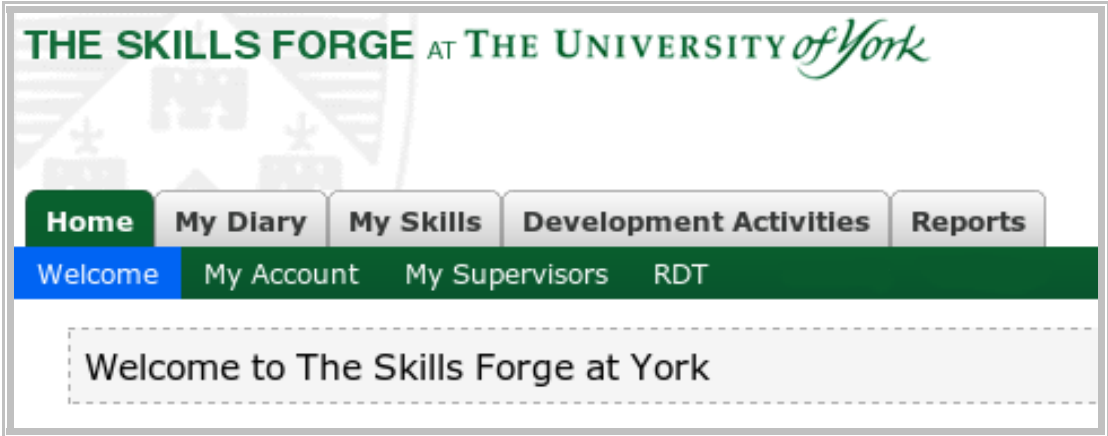 THE SKILLS FORGE AT THE UNIVERSITY of York
Home My Diary My Skills Development Activities Reports
Welcome My Account My Supervisors RDT
Welcome to The Skills Forge at York